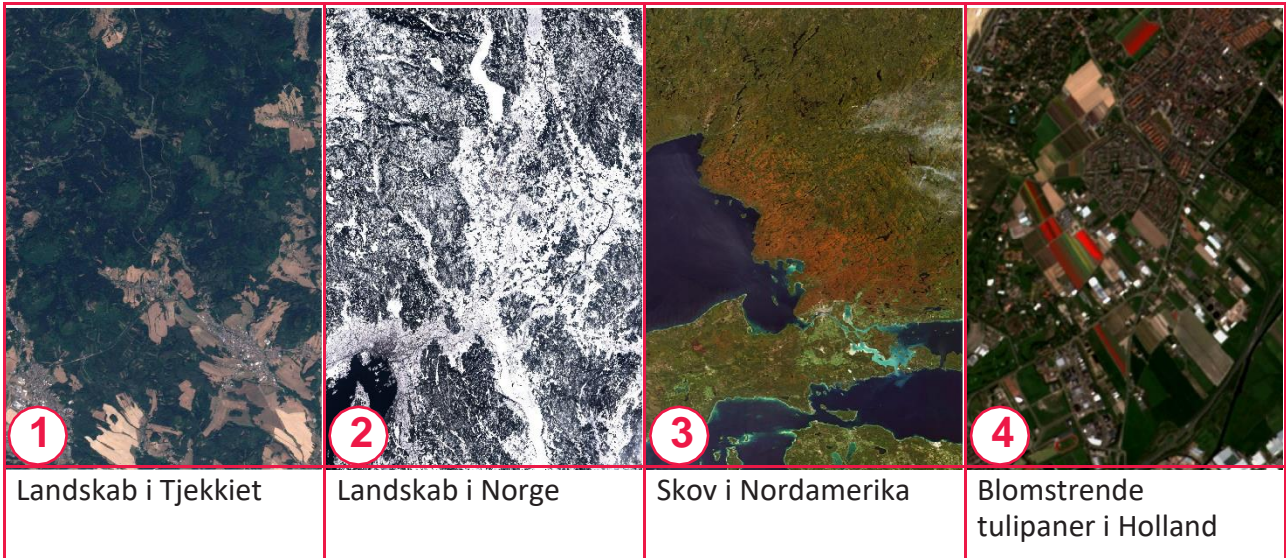 1
2
3
4
Landskab i Tjekkiet
Landskab i Norge
Skov i Nordamerika
Blomstrende
tulipaner i Holland